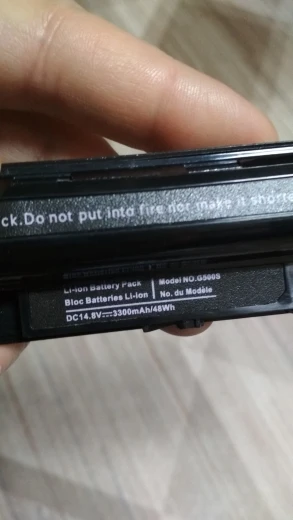 ck.Do not put into fire nor make it shorte
Li-ion Battery Pack
Model NO.G500S
Bloc Batteries Li-ion
No. du Modèle
DC14.8V⎓3300mAh/48Wh